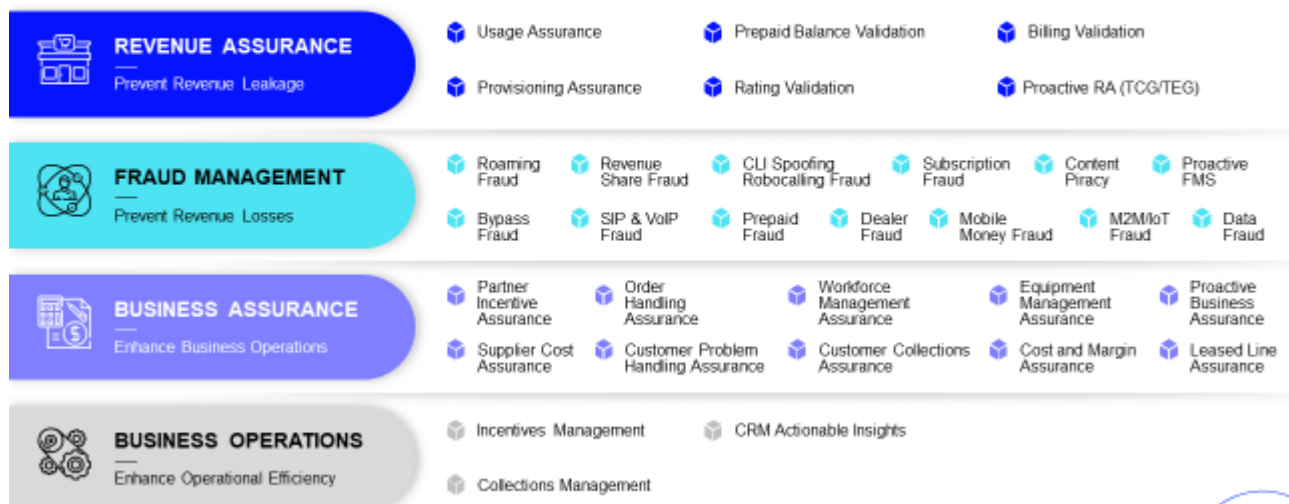 REVENUE ASSURANCE
Prevent Revenue Leakage
Usage Assurance
Prepaid Balance Validation
Billing Validation
Provisioning Assurance
Rating Validation
Proactive RA (TCG/TEG)
FRAUD MANAGEMENT
Prevent Revenue Losses
Roaming
Fraud
Revenue
Share Fraud
CLI Spoofing
Robocalling Fraud
Subscription
Fraud
Content
Piracy
Proactive
FMS
Bypass
Fraud
SIP & VoIP
Fraud
Prepaid
Fraud
Dealer
Fraud
Mobile
Money Fraud
M2M/IoT
Fraud
Data
Fraud
BUSINESS ASSURANCE
Enhance Business Operations
Partner
Incentive
Assurance
Order
Handling
Assurance
Workforce
Management
Assurance
Equipment
Management
Assurance
Proactive
Business
Assurance
Supplier Cost
Assurance
Customer Problem
Handling Assurance
Customer Collections
Assurance
Cost and Margin
Assurance
Leased Line
Assurance
BUSINESS OPERATIONS
Enhance Operational Efficiency
Incentives Management
CRM Actionable Insights
Collections Management